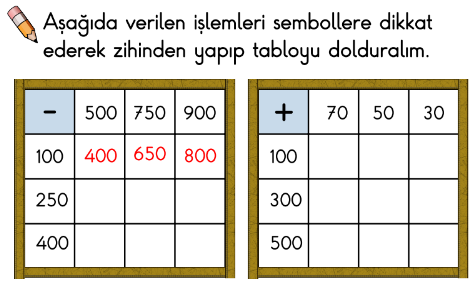 Aşağıda verilen işlemleri sembollere dikkat
ederek zihinden yapıp tabloyu dolduralım.
- 500 750 900
100 400 650 800
250
400
+ 70 50 30
100
300
500